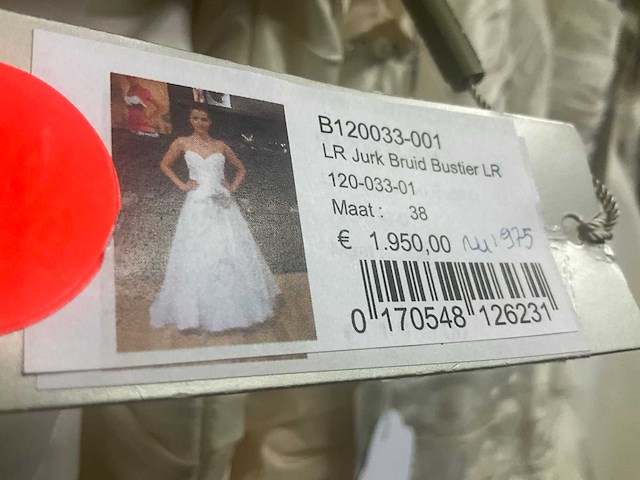 B120033-001
LR Jurk Bruid Bustier LR
120-033-01
Maat : 38
€ 1.950,00 nu: 975
0 170548 126231